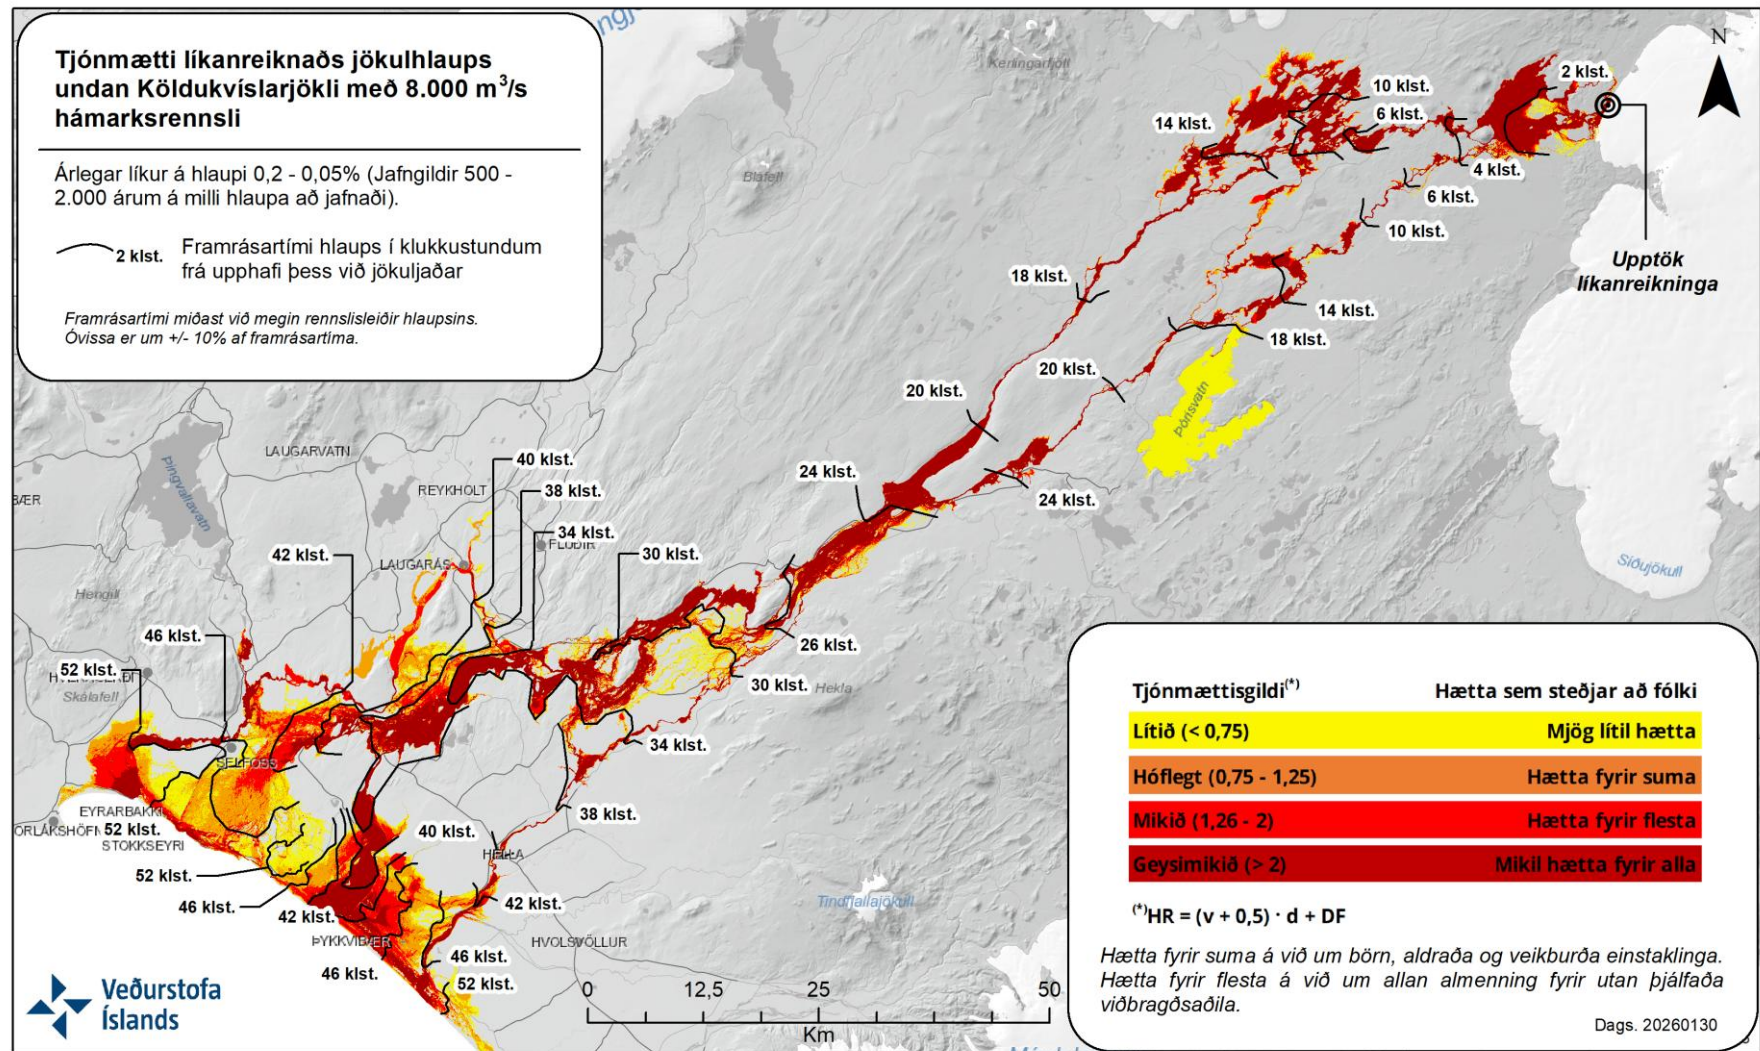 Tjónmætti líkanreiknaðs jökulhlaups
undan Köldukvíslarjökli með 8.000 m³/s
hámarksrennsli
Árlegar líkur á hlaupi 0,2 - 0,05% (Jafngildir 500 -
2.000 árum á milli hlaupa að jafnaði).
2 klst.
Framrásartími hlaups í klukkustundum
frá upphafi þess við jökuljaðar
Framrásartími miðast við megin rennslisleiðir hlaupsins.
Óvissa er um +/- 10% af framrásartíma.
Kerlingarfjöll
N
2 klst.
10 klst.
6 klst.
14 klst.
4 klst.
Bláfell
6 klst.
10 klst.
Upptök
líkanreikninga
18 klst.
14 klst.
18 klst.
20 klst.
20 klst.
Þórisvatn
LAUGARVATN
40 klst.
REYKHOLT
24 klst.
38 klst.
24 klst.
Þingvallavatn
34 klst.
FLÚÐIR
42 klst.
30 klst.
LAUGARÁS
Síðujökull
Hengill
46 klst.
26 klst.
52 klst.
30 klst.
Hekla
Skálafell
34 klst.
SELFOSS
EYRARBAKKI
38 klst.
52 klst.
STOKKSEYRI
40 klst.
HELLA
52 klst.
46 klst.
42 klst.
42 klst.
Tindfjallajökull
ÞYKKVIBÆR
HVOLSVÖLLUR
46 klst.
46 klst.
52 klst.
Veðurstofa
Íslands
0 12,5 25 50
Km
Tjónmættisgildi(*) Hætta sem steðjar að fólki
Lítið (< 0,75) Mjög lítil hætta
Hóflegt (0,75 - 1,25) Hætta fyrir suma
Mikið (1,26 - 2) Hætta fyrir flesta
Geysimikið (> 2) Mikil hætta fyrir alla
(*)HR = (v + 0,5) · d + DF
Hætta fyrir suma á við um börn, aldraða og veikburða einstaklinga.
Hætta fyrir flesta á við um allan almenning fyrir utan þjálfaða
viðbragðsaðila.
Dags. 20260130